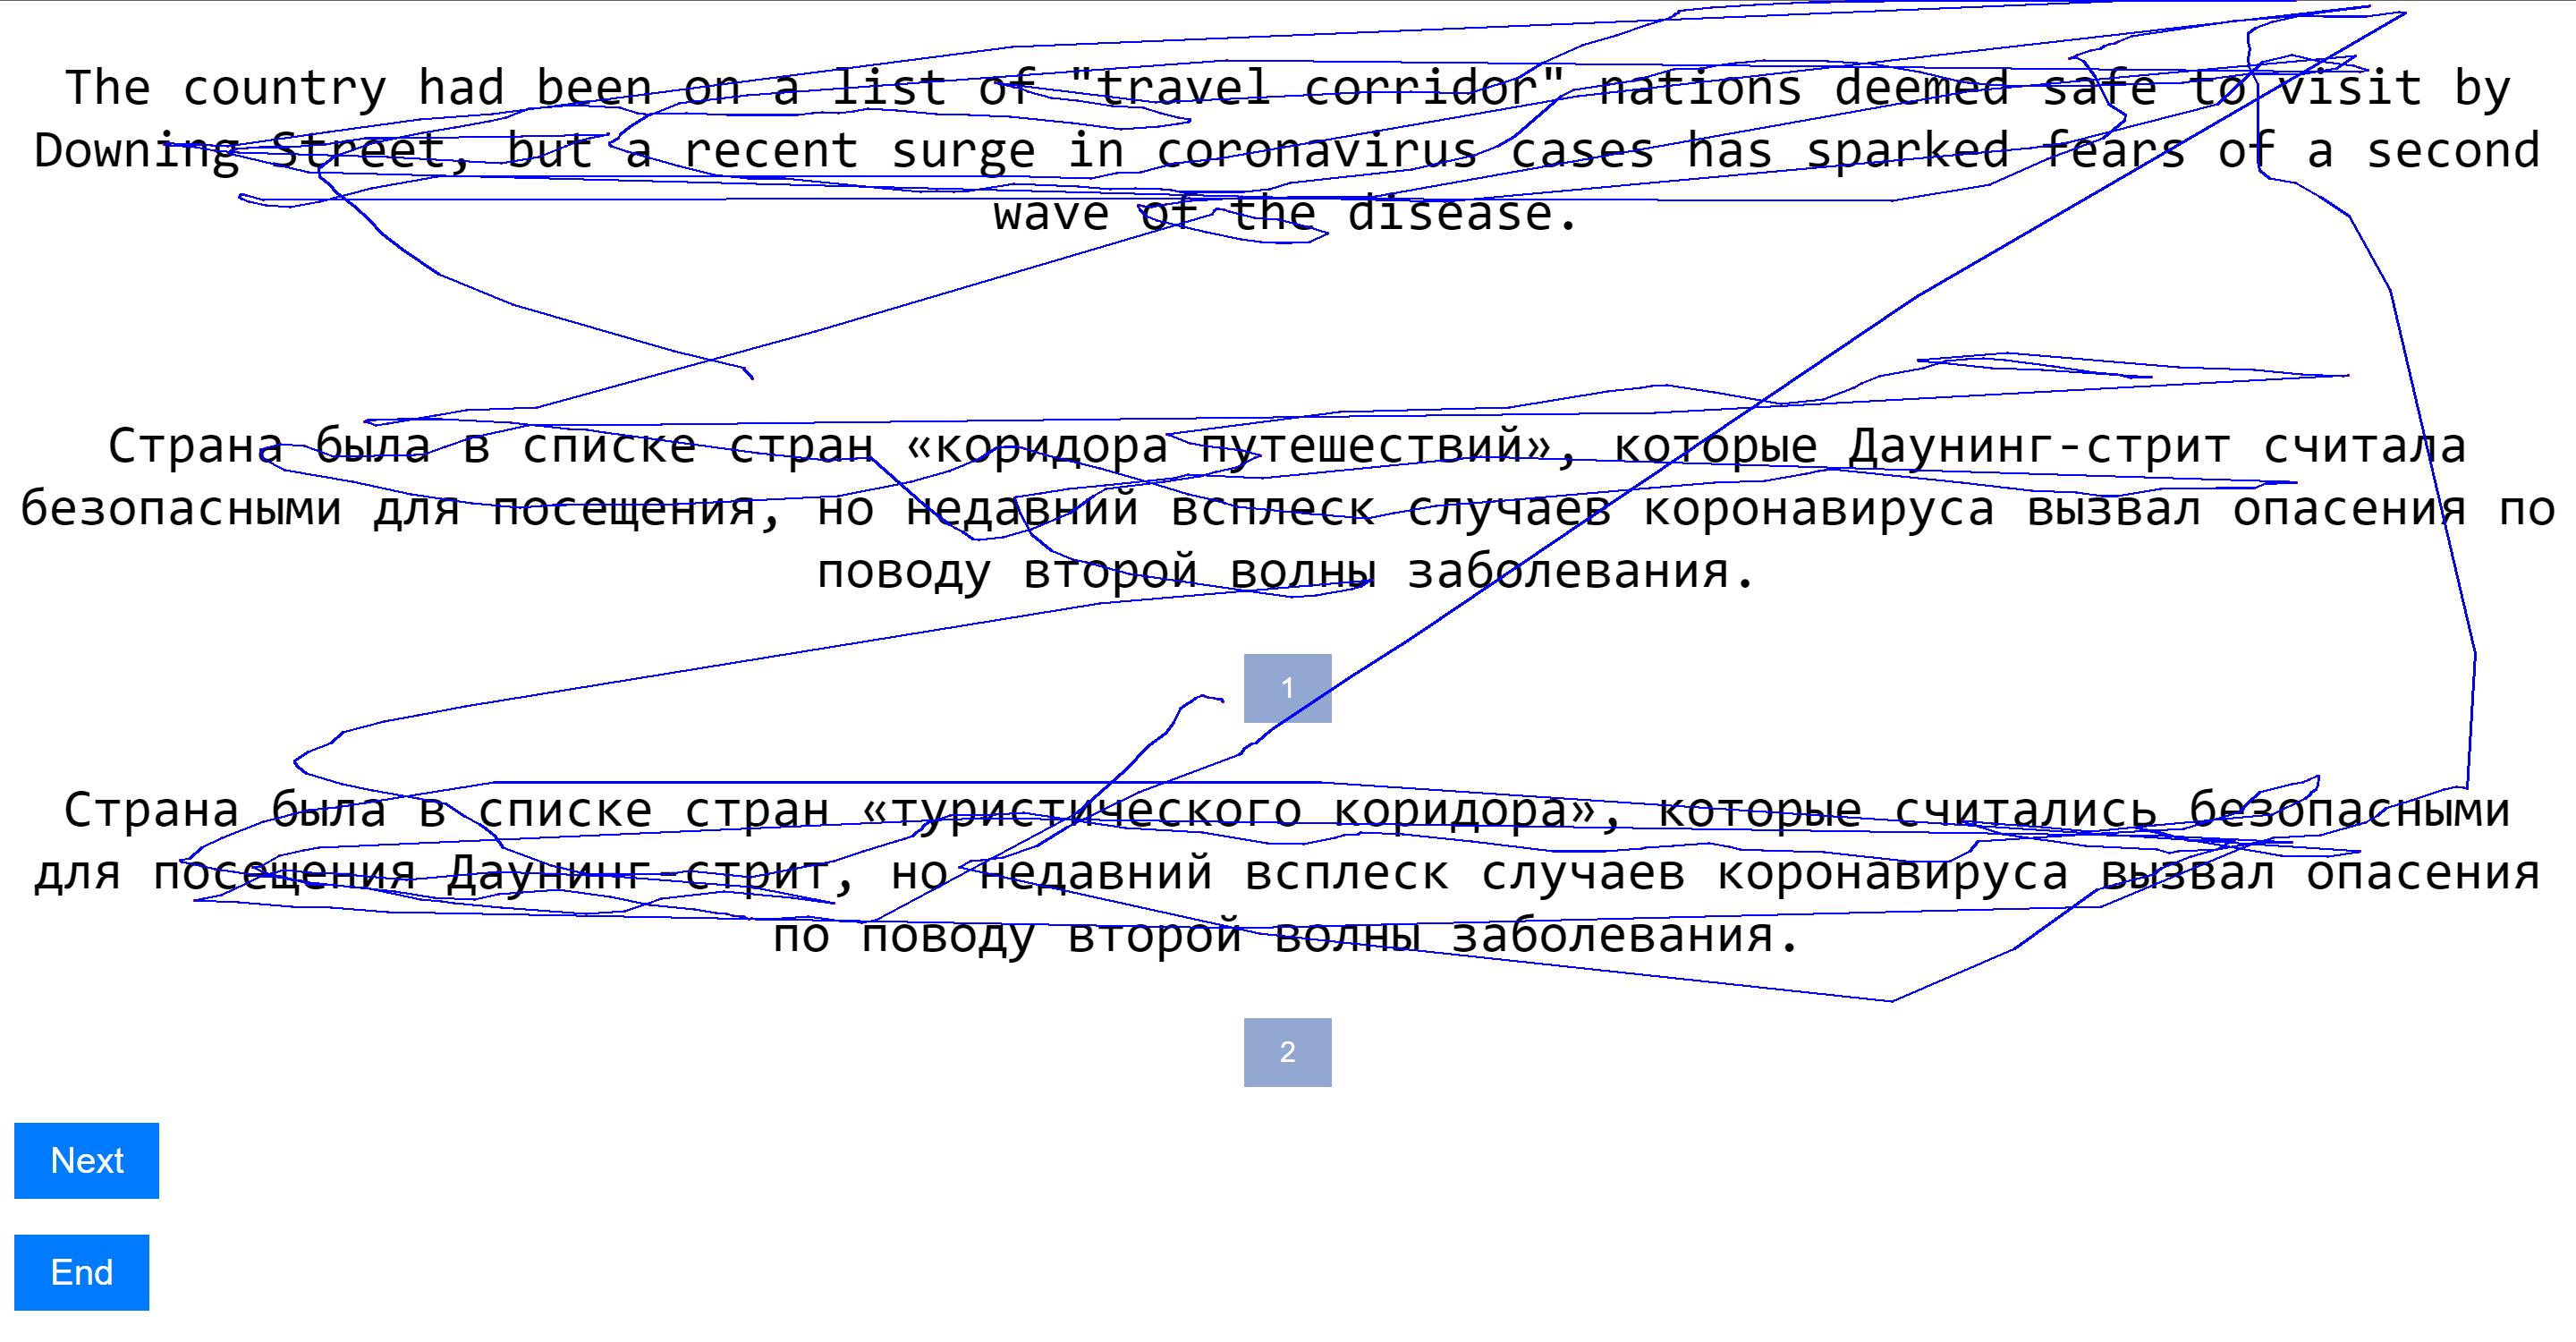 The country had been on a list of "travel corridor" nations deemed safe to visit by
Downing Street, but a recent surge in coronavirus cases has sparked fears of a second
wave of the disease.
Страна была в списке стран «коридора путешествий», которые Даунинг-стрит считала
безопасными для посещения, но недавний всплеск случаев коронавируса вызвал опасения по
поводу второй волны заболевания.
1
Страна была в списке стран «туристического коридора», которые считались безопасными
для посещения Даунинг-стрит, но недавний всплеск случаев коронавируса вызвал опасения
по поводу второй волны заболевания.
2
Next
End